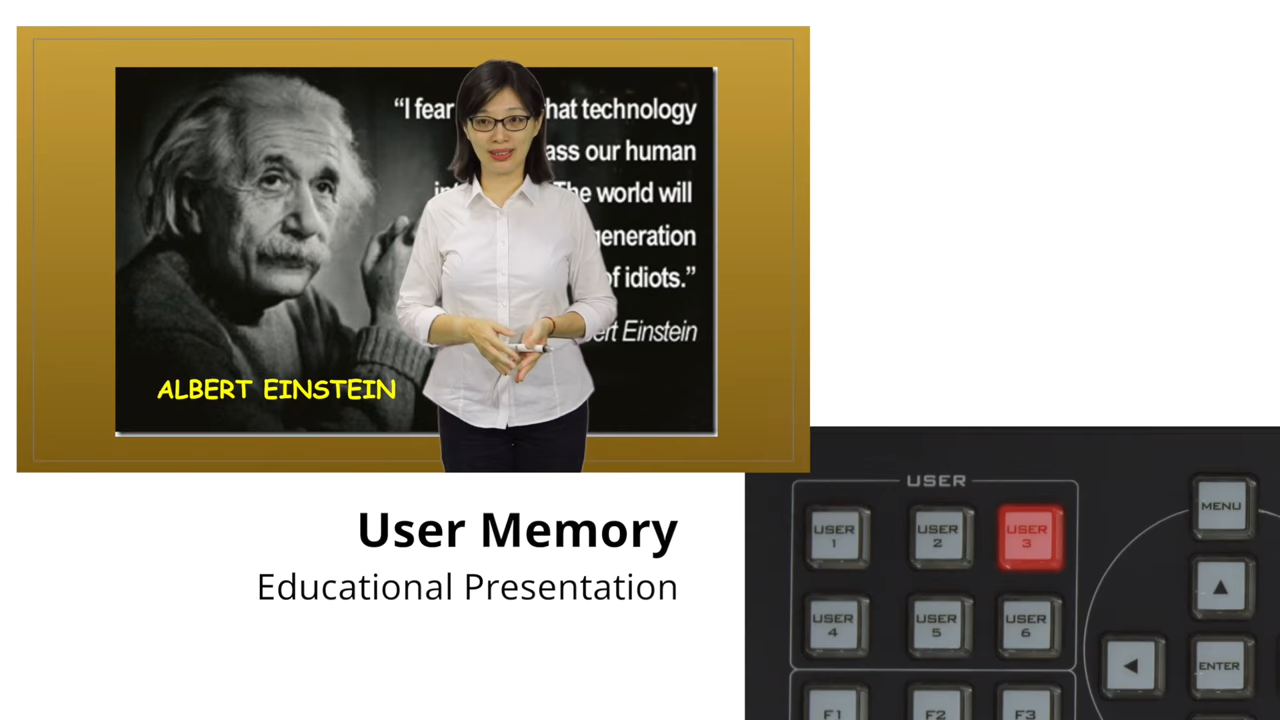 “I fear
hat technology
ass our human
The world will
generation
of idiots.”
ert Einstein
ALBERT EINSTEIN
User Memory
Educational Presentation
USER
USER 1
USER 2
USER 3
MENU
USER 4
USER 5
USER 6
ENTER
F1
F2
F3